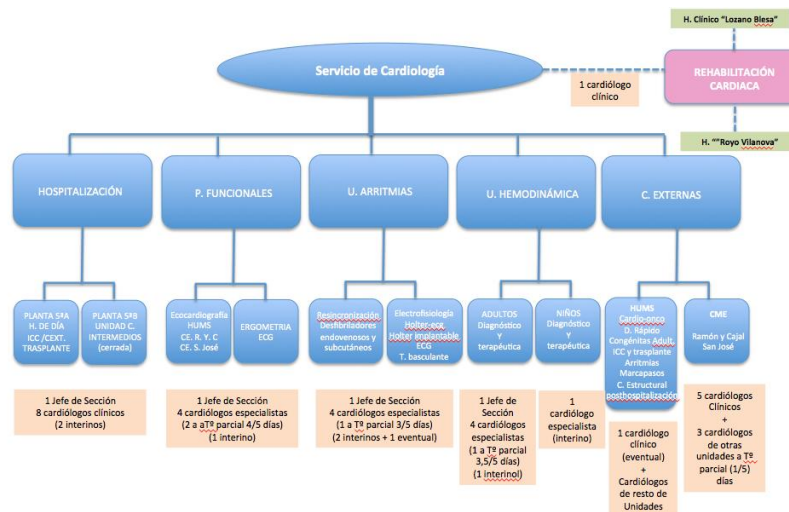 H. Clínico "Lozano Blesa"
Servicio de Cardiología
1 cardiólogo
clínico
REHABILITACIÓN
CARDIACA
H. ""Royo Vilanova"
HOSPITALIZACIÓN
P. FUNCIONALES
U. ARRITMIAS
U. HEMODINÁMICA
C. EXTERNAS
PLANTA 5ªA
H. DE DÍA
ICC /CEXT.
TRASPLANTE
PLANTA 5ªB
UNIDAD C.
INTERMEDIOS
(cerrada)
Ecocardiografía
HUMS
CE. R. Y. C
CE. S. José
ERGOMETRIA
ECG
Resincronización
Desfibriladores
endovenosos y
subcutáneos
Electrofisiología
Holter-ecg
Holter implantable
ECG
T. basculante
ADULTOS
Diagnóstico
Y
terapéutica
NIÑOS
Diagnóstico y
terapéutica
HUMS
Cardio-onco
D. Rápido
Congénitas Adult.
ICC y trasplante
Arritmias
Marcapasos
C. Estructural
posthospitalización
CME
Ramón y Cajal
San José
1 Jefe de Sección
8 cardiólogos clínicos
(2 interinos)
1 Jefe de Sección
4 cardiólogos especialistas
(2 a aTº parcial 4/5 días)
(1 interino)
1 Jefe de Sección
4 cardiólogos especialistas
(1 a Tº parcial 3/5 días)
(2 interinos + 1 eventual)
1 Jefe de
Sección
4 cardiólogos
especialistas
(1 a Tº parcial
3,5/5 días)
(1 interinol)
1
cardiólogo
especialista
(interino)
1 cardiólogo
clínico
(eventual)
+
Cardiólogos
de resto de
Unidades
5 cardiólogos
Clínicos
+
3 cardiólogos
de otras
unidades a Tº
parcial (1/5)
días